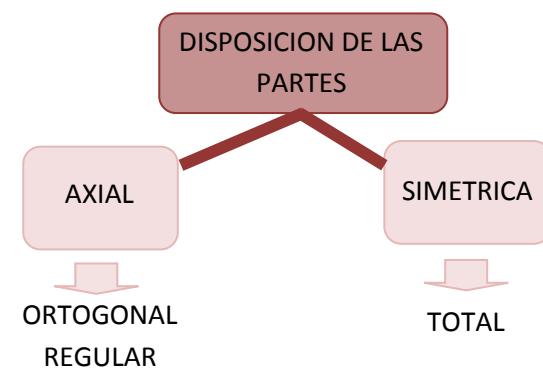 DISPOSICION DE LAS
PARTES
AXIAL
SIMETRICA
ORTOGONAL
REGULAR
TOTAL